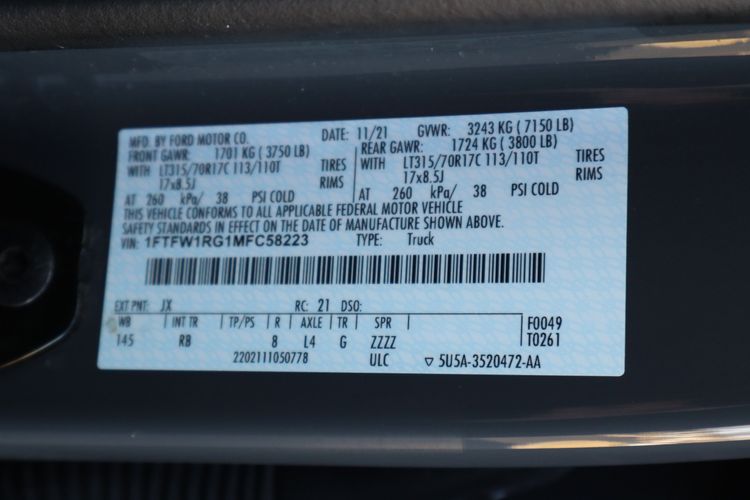 MFD. BY FORD MOTOR CO. DATE: 11/21 GVWR: 3243 KG ( 7150 LB)
FRONT GAWR: 1701 KG ( 3750 LB) REAR GAWR: 1724 KG ( 3800 LB)
WITH LT315/70R17C 113/110T TIRES WITH LT315/70R17C 113/110T TIRES
17x8.5J RIMS 17x8.5J RIMS
AT 260 kPa/ 38 PSI COLD AT 260 kPa/ 38 PSI COLD
THIS VEHICLE CONFORMS TO ALL APPLICABLE FEDERAL MOTOR VEHICLE
SAFETY STANDARDS IN EFFECT ON THE DATE OF MANUFACTURE SHOWN ABOVE.
VIN: 1FTFW1RG1MFC58223 TYPE: Truck
EXT PNT: JX RC: 21 DSO:
WB INT TR TP/PS R AXLE TR SPR F0049
145 RB 8 L4 G ZZZZ T0261
2202111050778 ULC ▽ 5U5A-3520472-AA